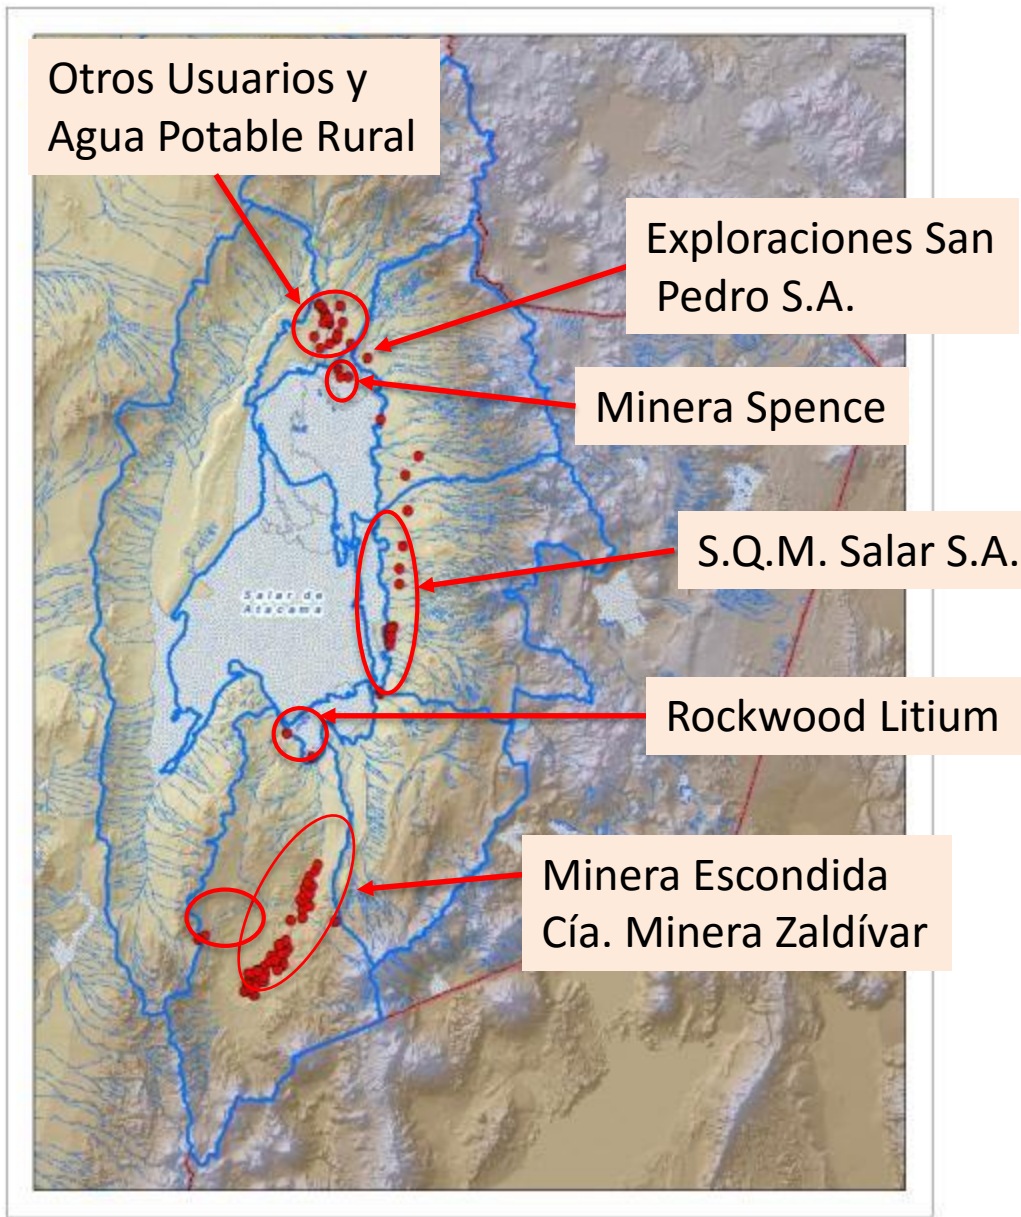 Otros Usuarios y
Agua Potable Rural
Exploraciones San
Pedro S.A.
Minera Spence
S.Q.M. Salar S.A.
Salar de
Atacama
Rockwood Litium
Minera Escondida
Cía. Minera Zaldívar